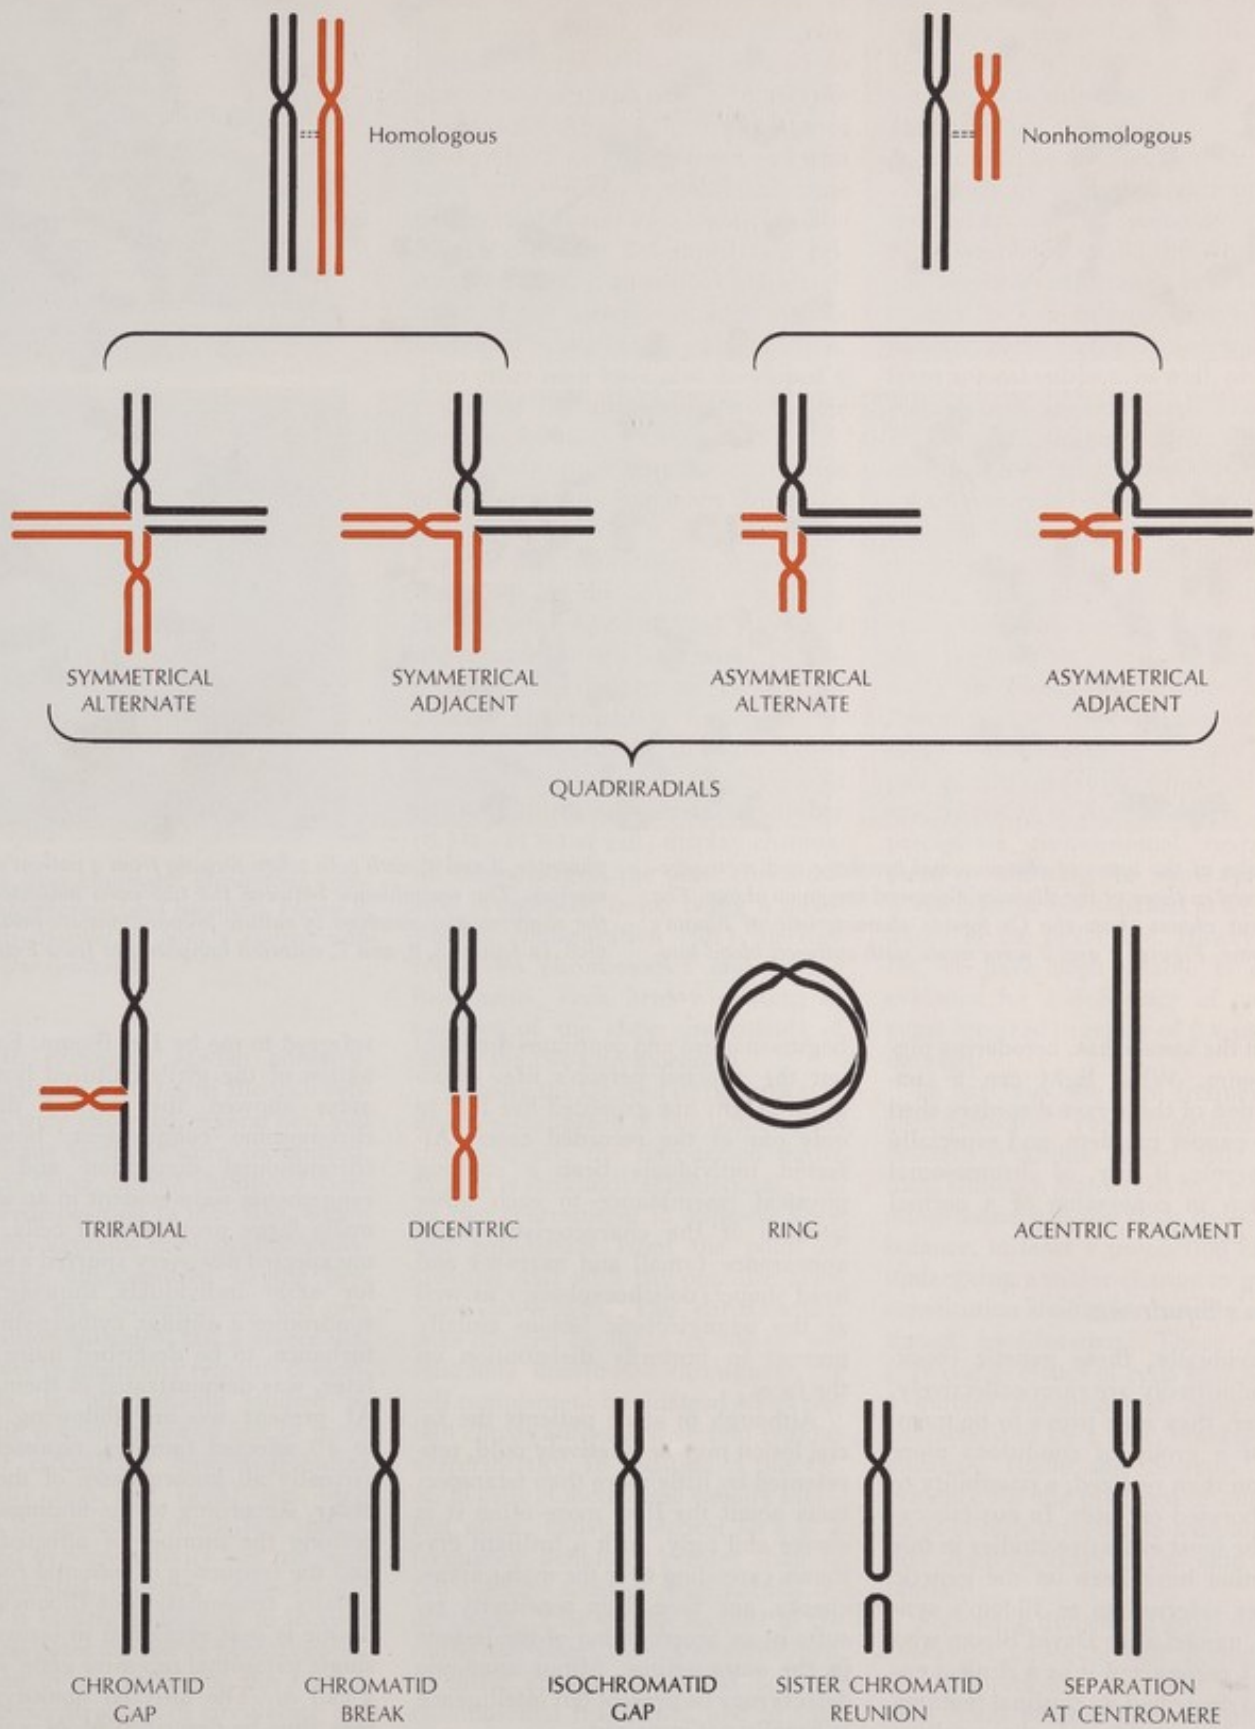 Homologous
Nonhomologous
SYMMETRICAL
ALTERNATE
SYMMETRICAL
ADJACENT
ASYMMETRICAL
ALTERNATE
ASYMMETRICAL
ADJACENT
QUADRIRADIALS
TRIRADIAL
DICENTRIC
RING
ACENTRIC FRAGMENT
CHROMATID
GAP
CHROMATID
BREAK
ISOCHROMATID
GAP
SISTER CHROMATID
REUNION
SEPARATION
AT CENTROMERE